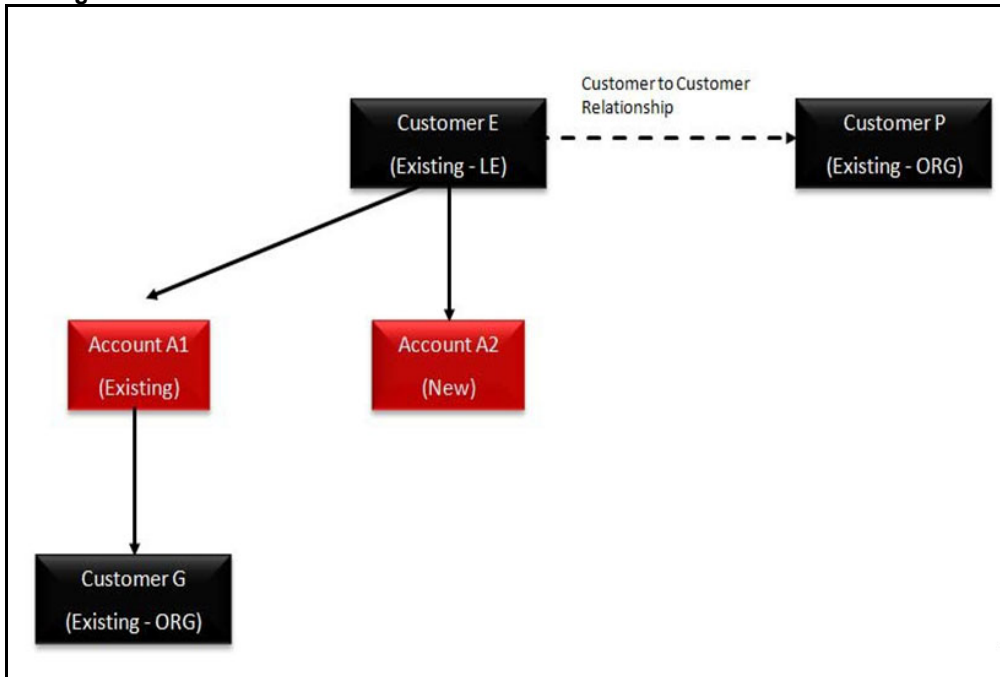 Customer to Customer
Relationship
Customer E
(Existing - LE)
Customer P
(Existing - ORG)
Account A1
(Existing)
Account A2
(New)
Customer G
(Existing - ORG)